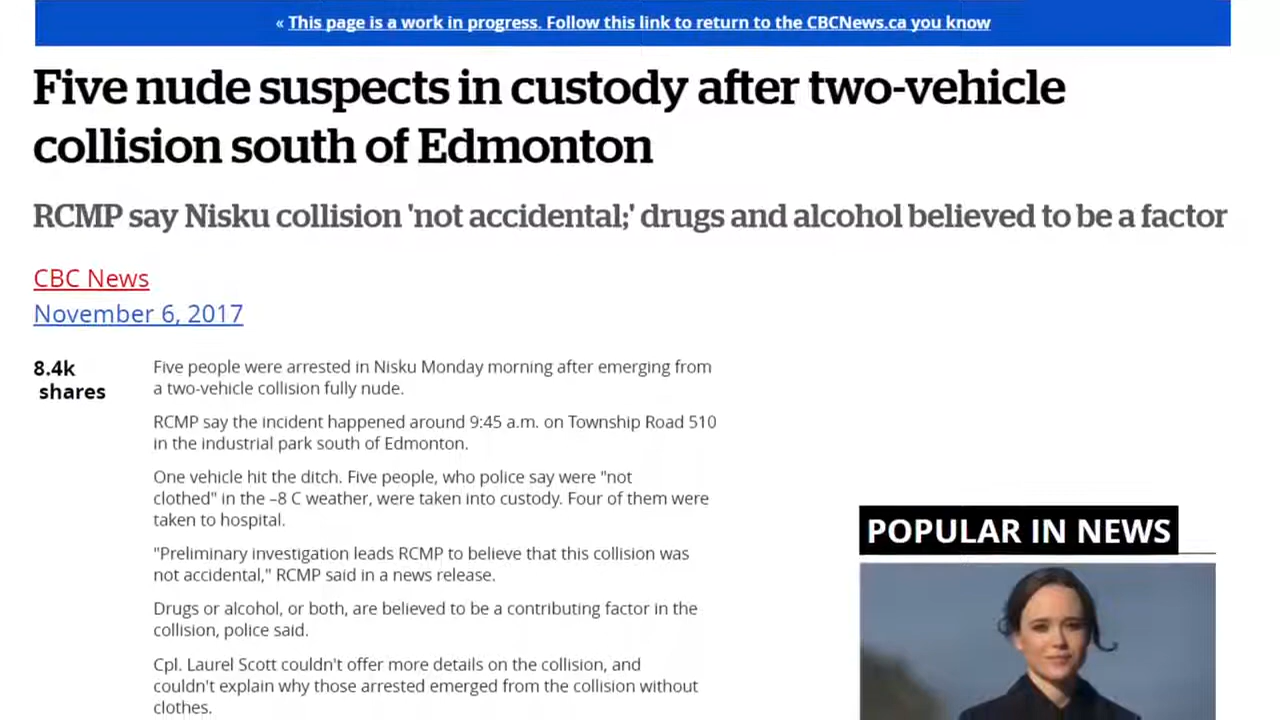 « This page is a work in progress. Follow this link to return to the CBCNews.ca you know
Five nude suspects in custody after two-vehicle
collision south of Edmonton
RCMP say Nisku collision 'not accidental;' drugs and alcohol believed to be a factor
CBC News
November 6, 2017
8.4k
shares
Five people were arrested in Nisku Monday morning after emerging from
a two-vehicle collision fully nude.
RCMP say the incident happened around 9:45 a.m. on Township Road 510
in the industrial park south of Edmonton.
One vehicle hit the ditch. Five people, who police say were "not
clothed" in the –8 C weather, were taken into custody. Four of them were
taken to hospital.
"Preliminary investigation leads RCMP to believe that this collision was
not accidental," RCMP said in a news release.
Drugs or alcohol, or both, are believed to be a contributing factor in the
collision, police said.
Cpl. Laurel Scott couldn't offer more details on the collision, and
couldn't explain why those arrested emerged from the collision without
clothes.
POPULAR IN NEWS